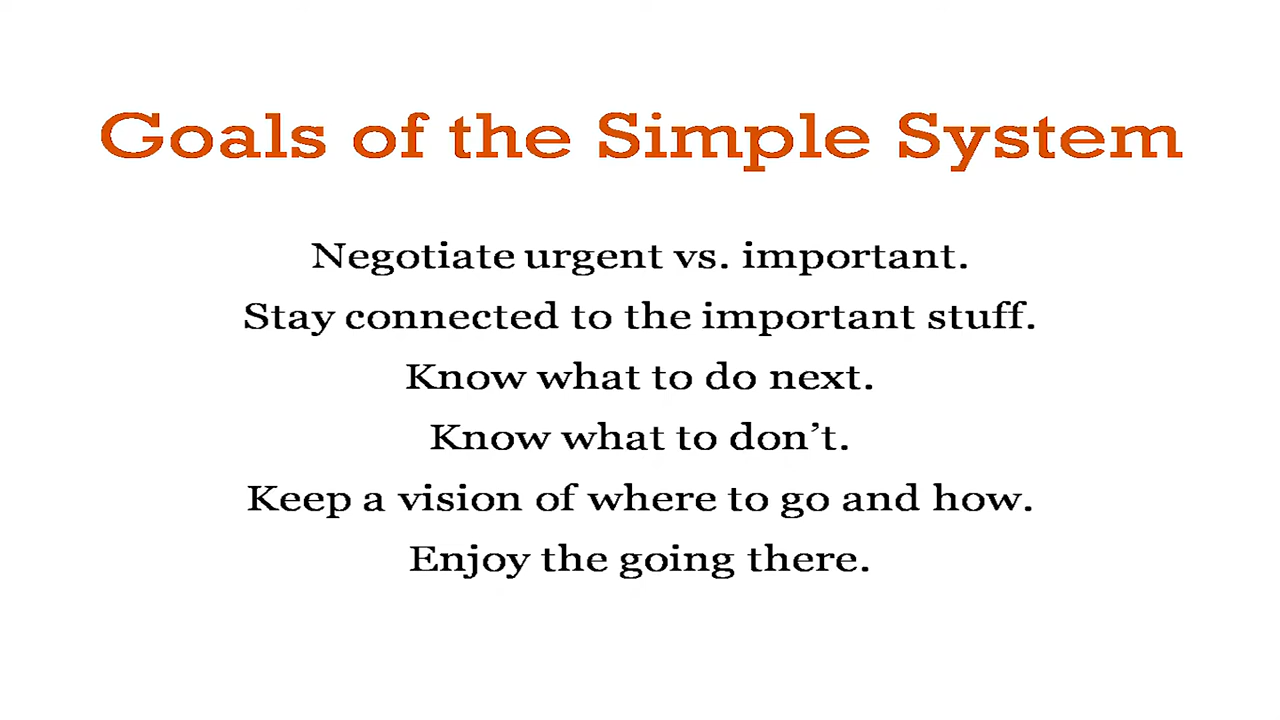 Goals of the Simple System
Negotiate urgent vs. important.
Stay connected to the important stuff.
Know what to do next.
Know what to don’t.
Keep a vision of where to go and how.
Enjoy the going there.